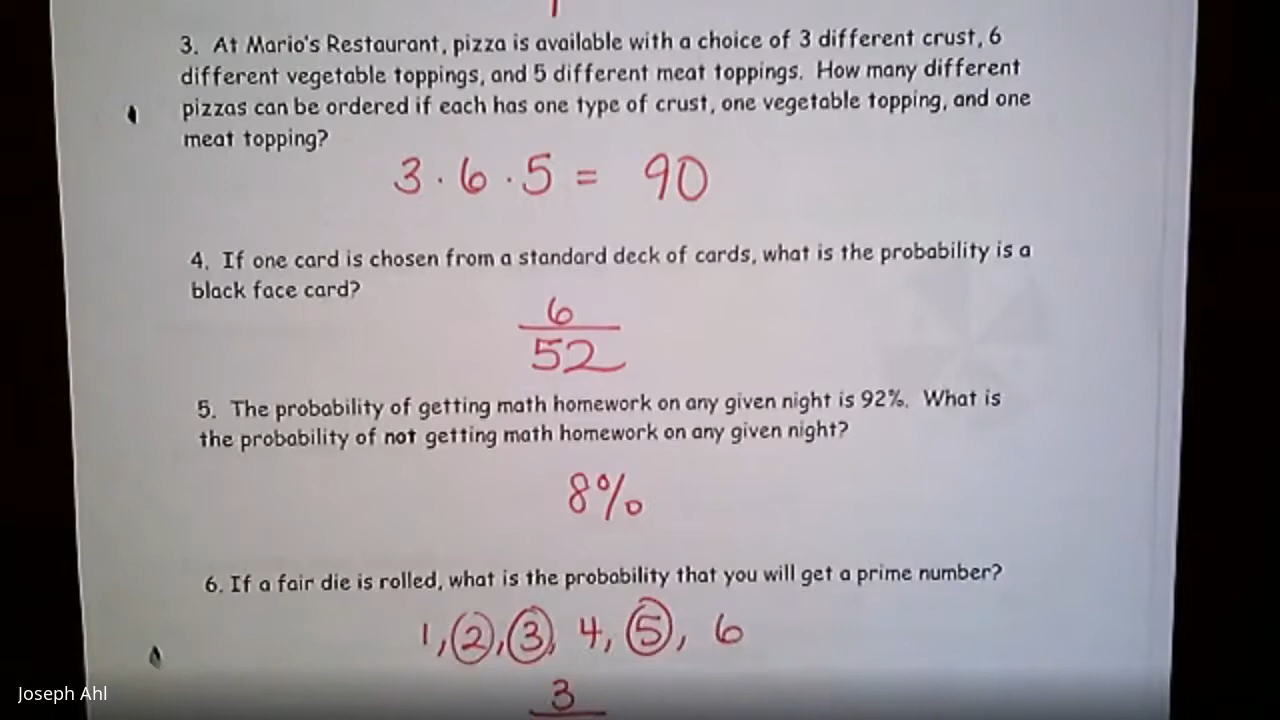 3. At Mario's Restaurant, pizza is available with a choice of 3 different crust, 6
different vegetable toppings, and 5 different meat toppings. How many different
pizzas can be ordered if each has one type of crust, one vegetable topping, and one
meat topping?
3 · 6 · 5 = 90
4. If one card is chosen from a standard deck of cards, what is the probability is a
black face card?
6
52
5. The probability of getting math homework on any given night is 92%. What is
the probability of not getting math homework on any given night?
8%
6. If a fair die is rolled, what is the probability that you will get a prime number?
1, 2, 3, 4, 5, 6
3
Joseph Ahl